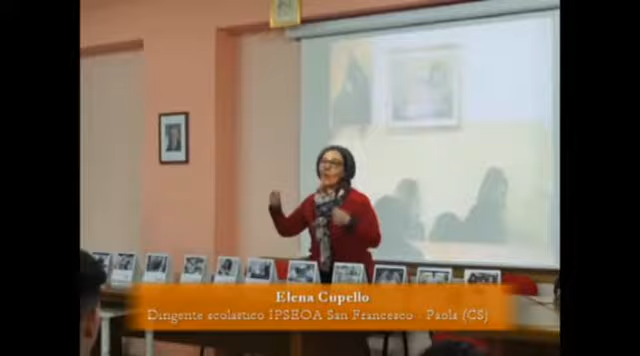 Elena Cupello
Dirigente scolastico IPSEOA San Francesco - Paola (CS)